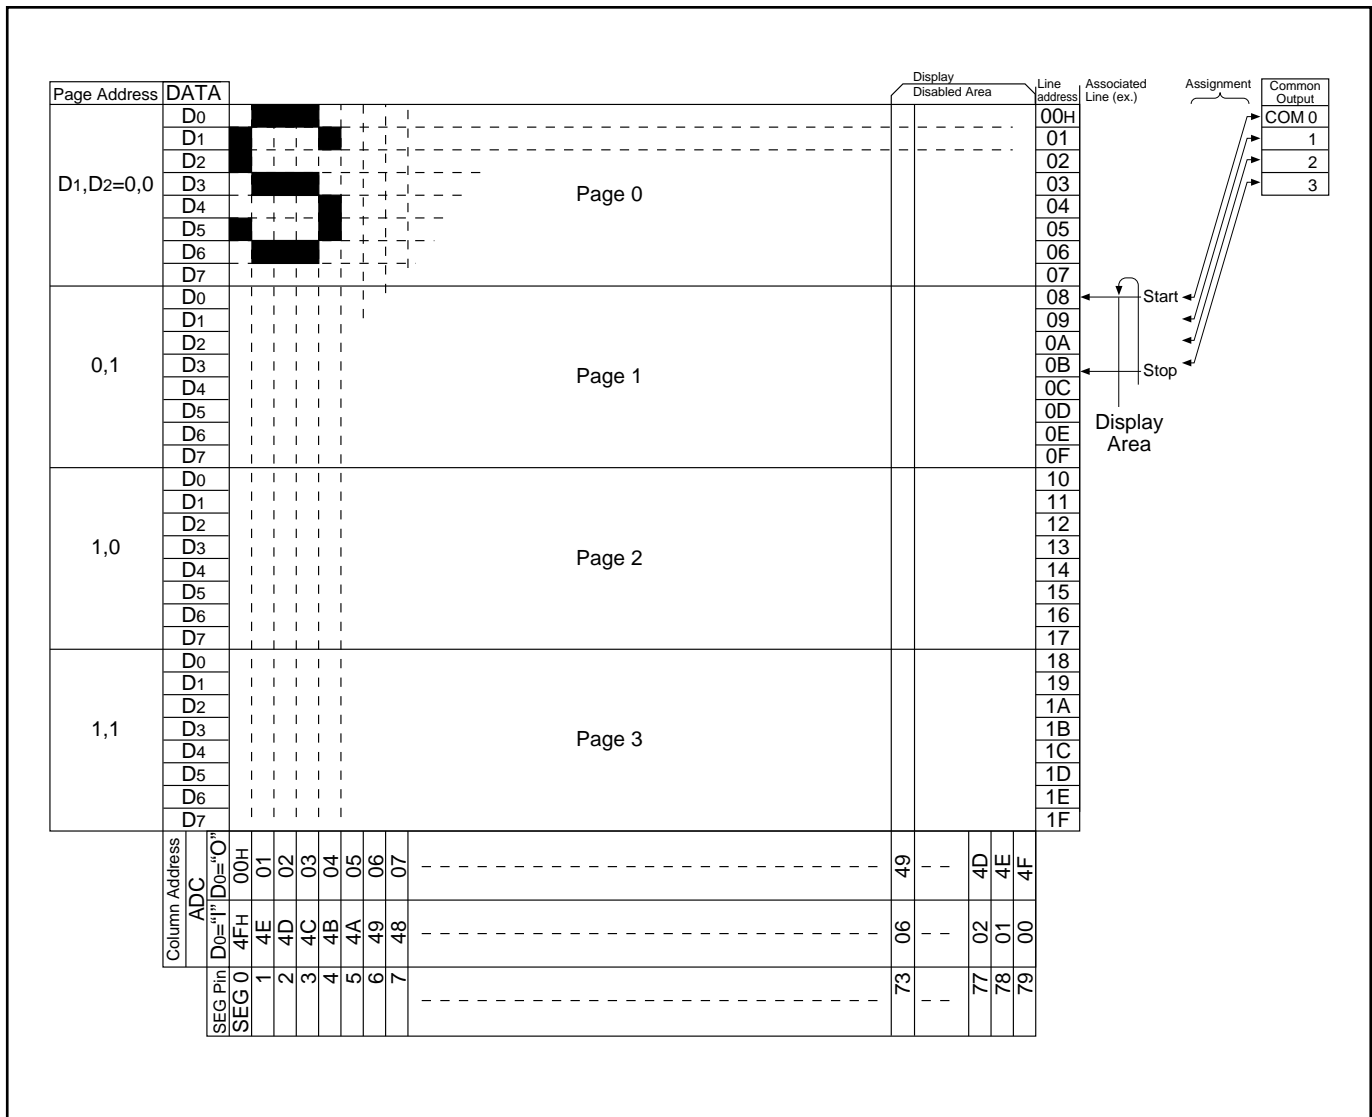 Display
Page Address DATA Disabled Area Line address Associated Line (ex.) Assignment Common Output
D0 00H COM 0
D1 01 1
D2 02 2
D1,D2=0,0 D3 Page 0 03 3
D4 04
D5 05
D6 06
D7 07
D0 08 Start
D1 09
D2 0A
0,1 D3 Page 1 0B Stop
D4 0C
D5 0D Display
D6 0E Area
D7 0F
D0 10
D1 11
D2 12
1,0 D3 Page 2 13
D4 14
D5 15
D6 16
D7 17
D0 18
D1 19
D2 1A
1,1 D3 Page 3 1B
D4 1C
D5 1D
D6 1E
D7 1F
Column Address ADC D0="O" 00H 01 02 03 04 05 06 07 49 4D 4E 4F
D0="I" 4FH 4E 4D 4C 4B 4A 49 48 06 02 01 00
SEG Pin SEG 0 1 2 3 4 5 6 7 73 77 78 79